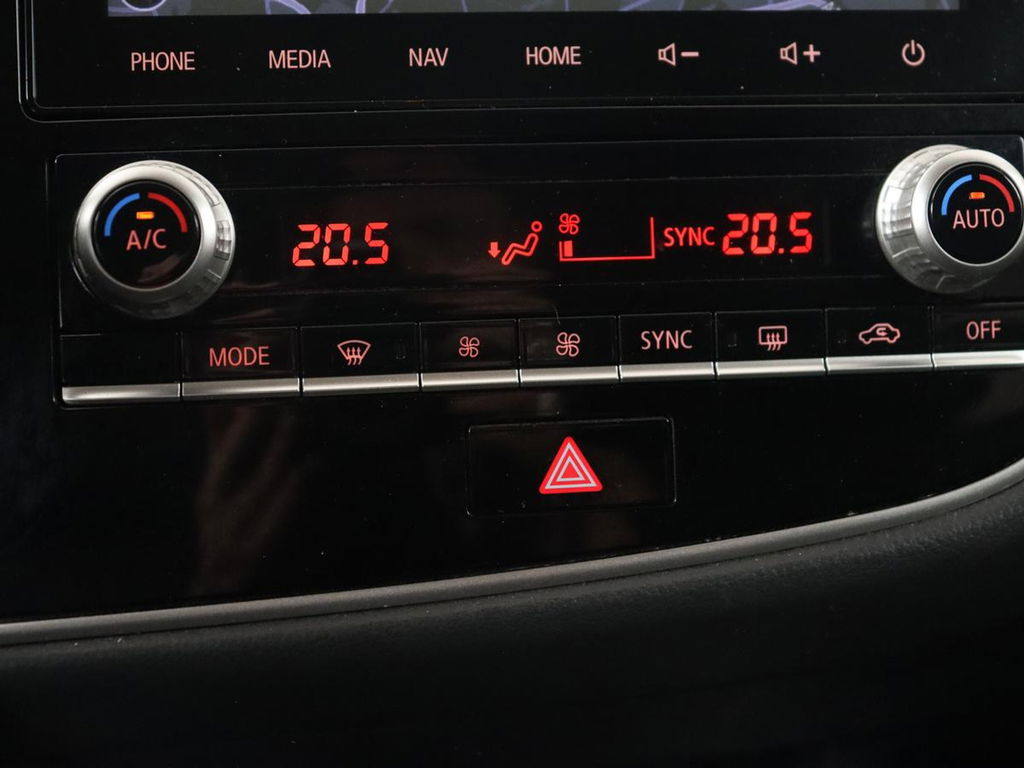 PHONE MEDIA NAV HOME
A/C 20.5 SYNC 20.5 AUTO
MODE SYNC OFF